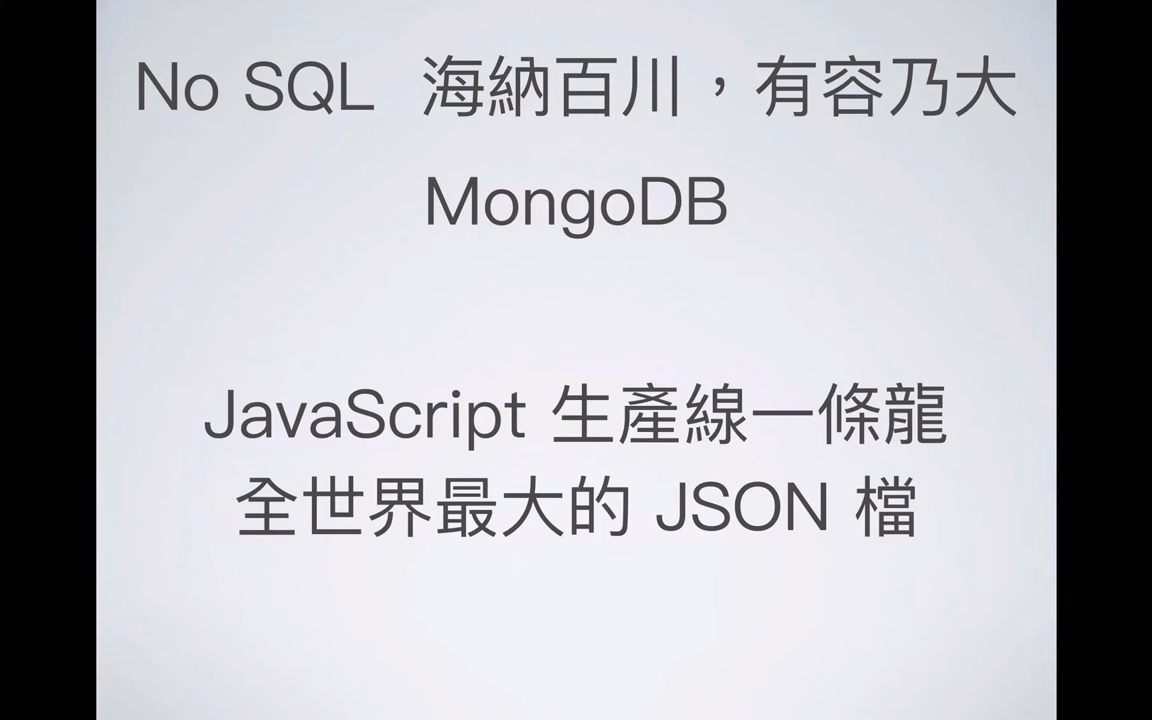 No SQL 海納百川，有容乃大
MongoDB
JavaScript 生產線一條龍
全世界最大的 JSON 檔